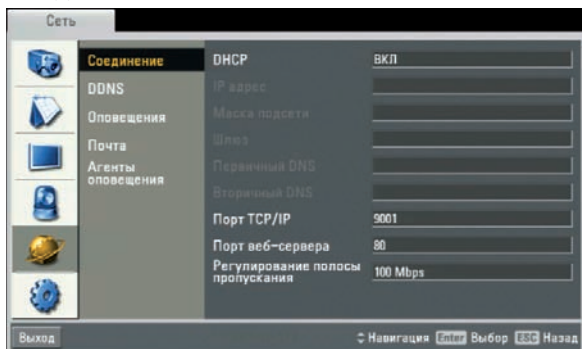 Сеть
Соединение
DDNS
Оповещения
Почта
Агенты
оповещения
DHCP ВКЛ
IP адрес
Маска подсети
Шлюз
Первичный DNS
Вторичный DNS
Порт TCP/IP 9001
Порт веб-сервера 80
Регулирование полосы
пропускания 100 Mbps
Выход
Навигация Enter Выбор ESC Назад